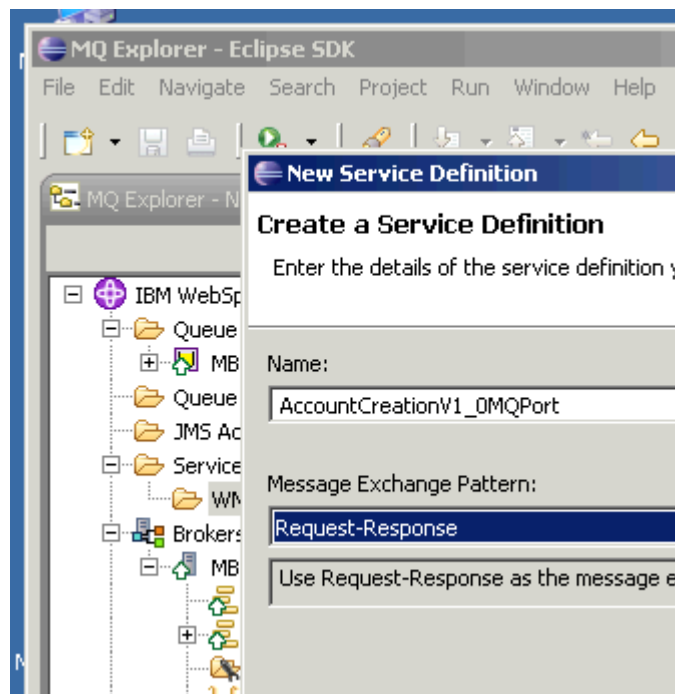 MQ Explorer - Eclipse SDK
File Edit Navigate Search Project Run Window Help
New Service Definition
MQ Explorer - N
Create a Service Definition
Enter the details of the service definition
IBM WebSp
Queue
MB
Name:
Queue
AccountCreationV1_0MQPort
JMS Ac
Service
Message Exchange Pattern:
WM
Brokers
Request-Response
MB
Use Request-Response as the message e